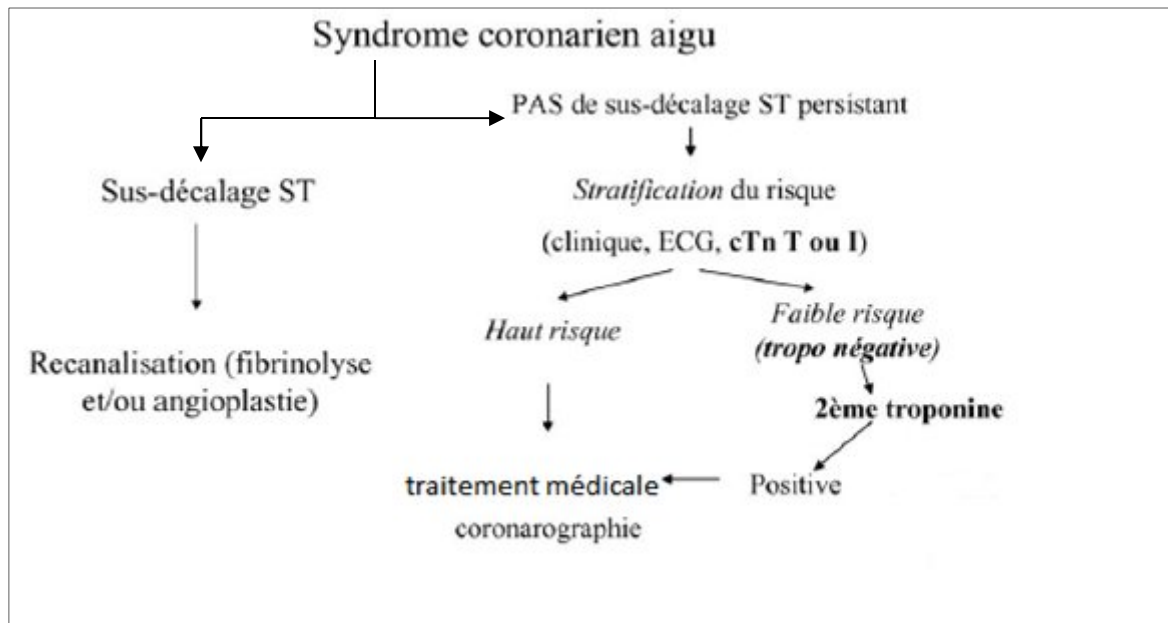 Syndrome coronarien aigu
PAS de sus-décalage ST persistant
Sus-décalage ST
Stratification du risque
(clinique, ECG, cTn T ou I)
Haut risque
Faible risque
(tropo négative)
Recanalisation (fibrinolyse
et/ou angioplastie)
2ème troponine
traitement médicale
Positive
coronarographie